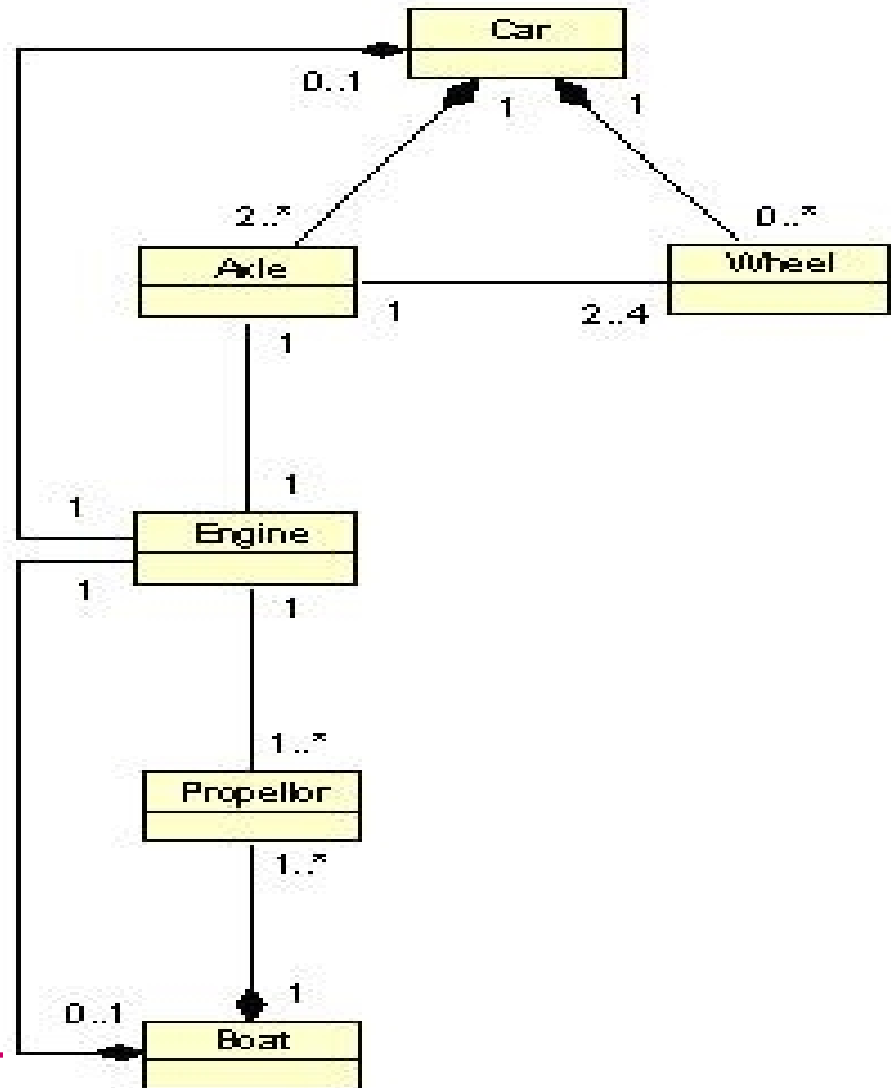 Car
0..1
1
1
2..*
0..*
Axle
Wheel
1
2..4
1
1
1
Engine
1
1
1..*
Propellor
1..*
1
0..1
Boat